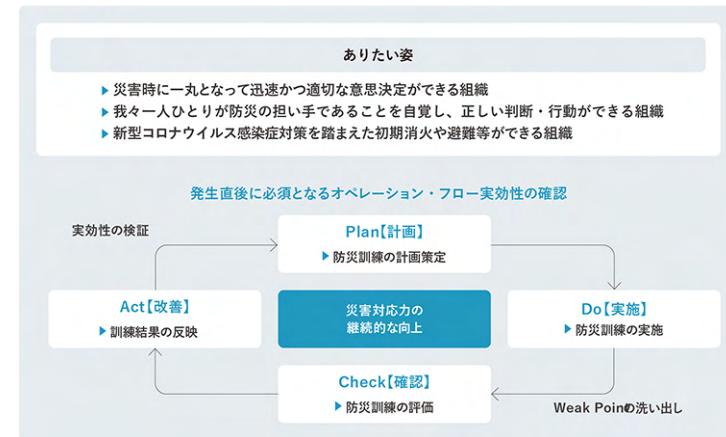 ありたい姿
▶ 災害時に一丸となって迅速かつ適切な意思決定ができる組織
▶ 我々一人ひとりが防災の担い手であることを自覚し、正しい判断・行動ができる組織
▶ 新型コロナウイルス感染症対策を踏まえた初期消火や避難等ができる組織
発生直後に必須となるオペレーション・フロー実効性の確認
実効性の検証
Plan【計画】
▶ 防災訓練の計画策定
Act【改善】
▶ 訓練結果の反映
災害対応力の
継続的な向上
Do【実施】
▶ 防災訓練の実施
Check【確認】
▶ 防災訓練の評価
Weak Pointの洗い出し